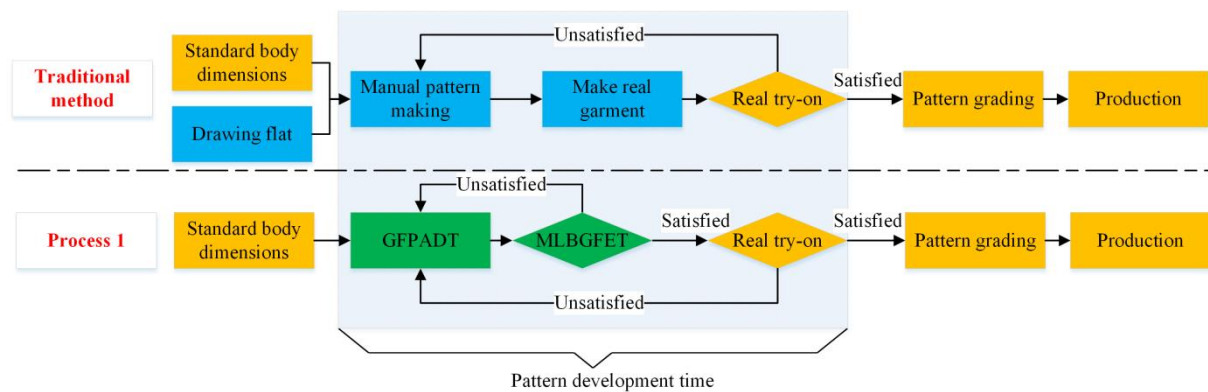 Unsatisfied
Standard body
dimensions
Traditional
method
Drawing flat
Manual pattern
making
Make real
garment
Real try-on
Satisfied
Pattern grading
Production
Unsatisfied
Process 1
Standard body
dimensions
GFPADT
MLBGFET
Satisfied
Real try-on
Satisfied
Pattern grading
Production
Unsatisfied
Pattern development time